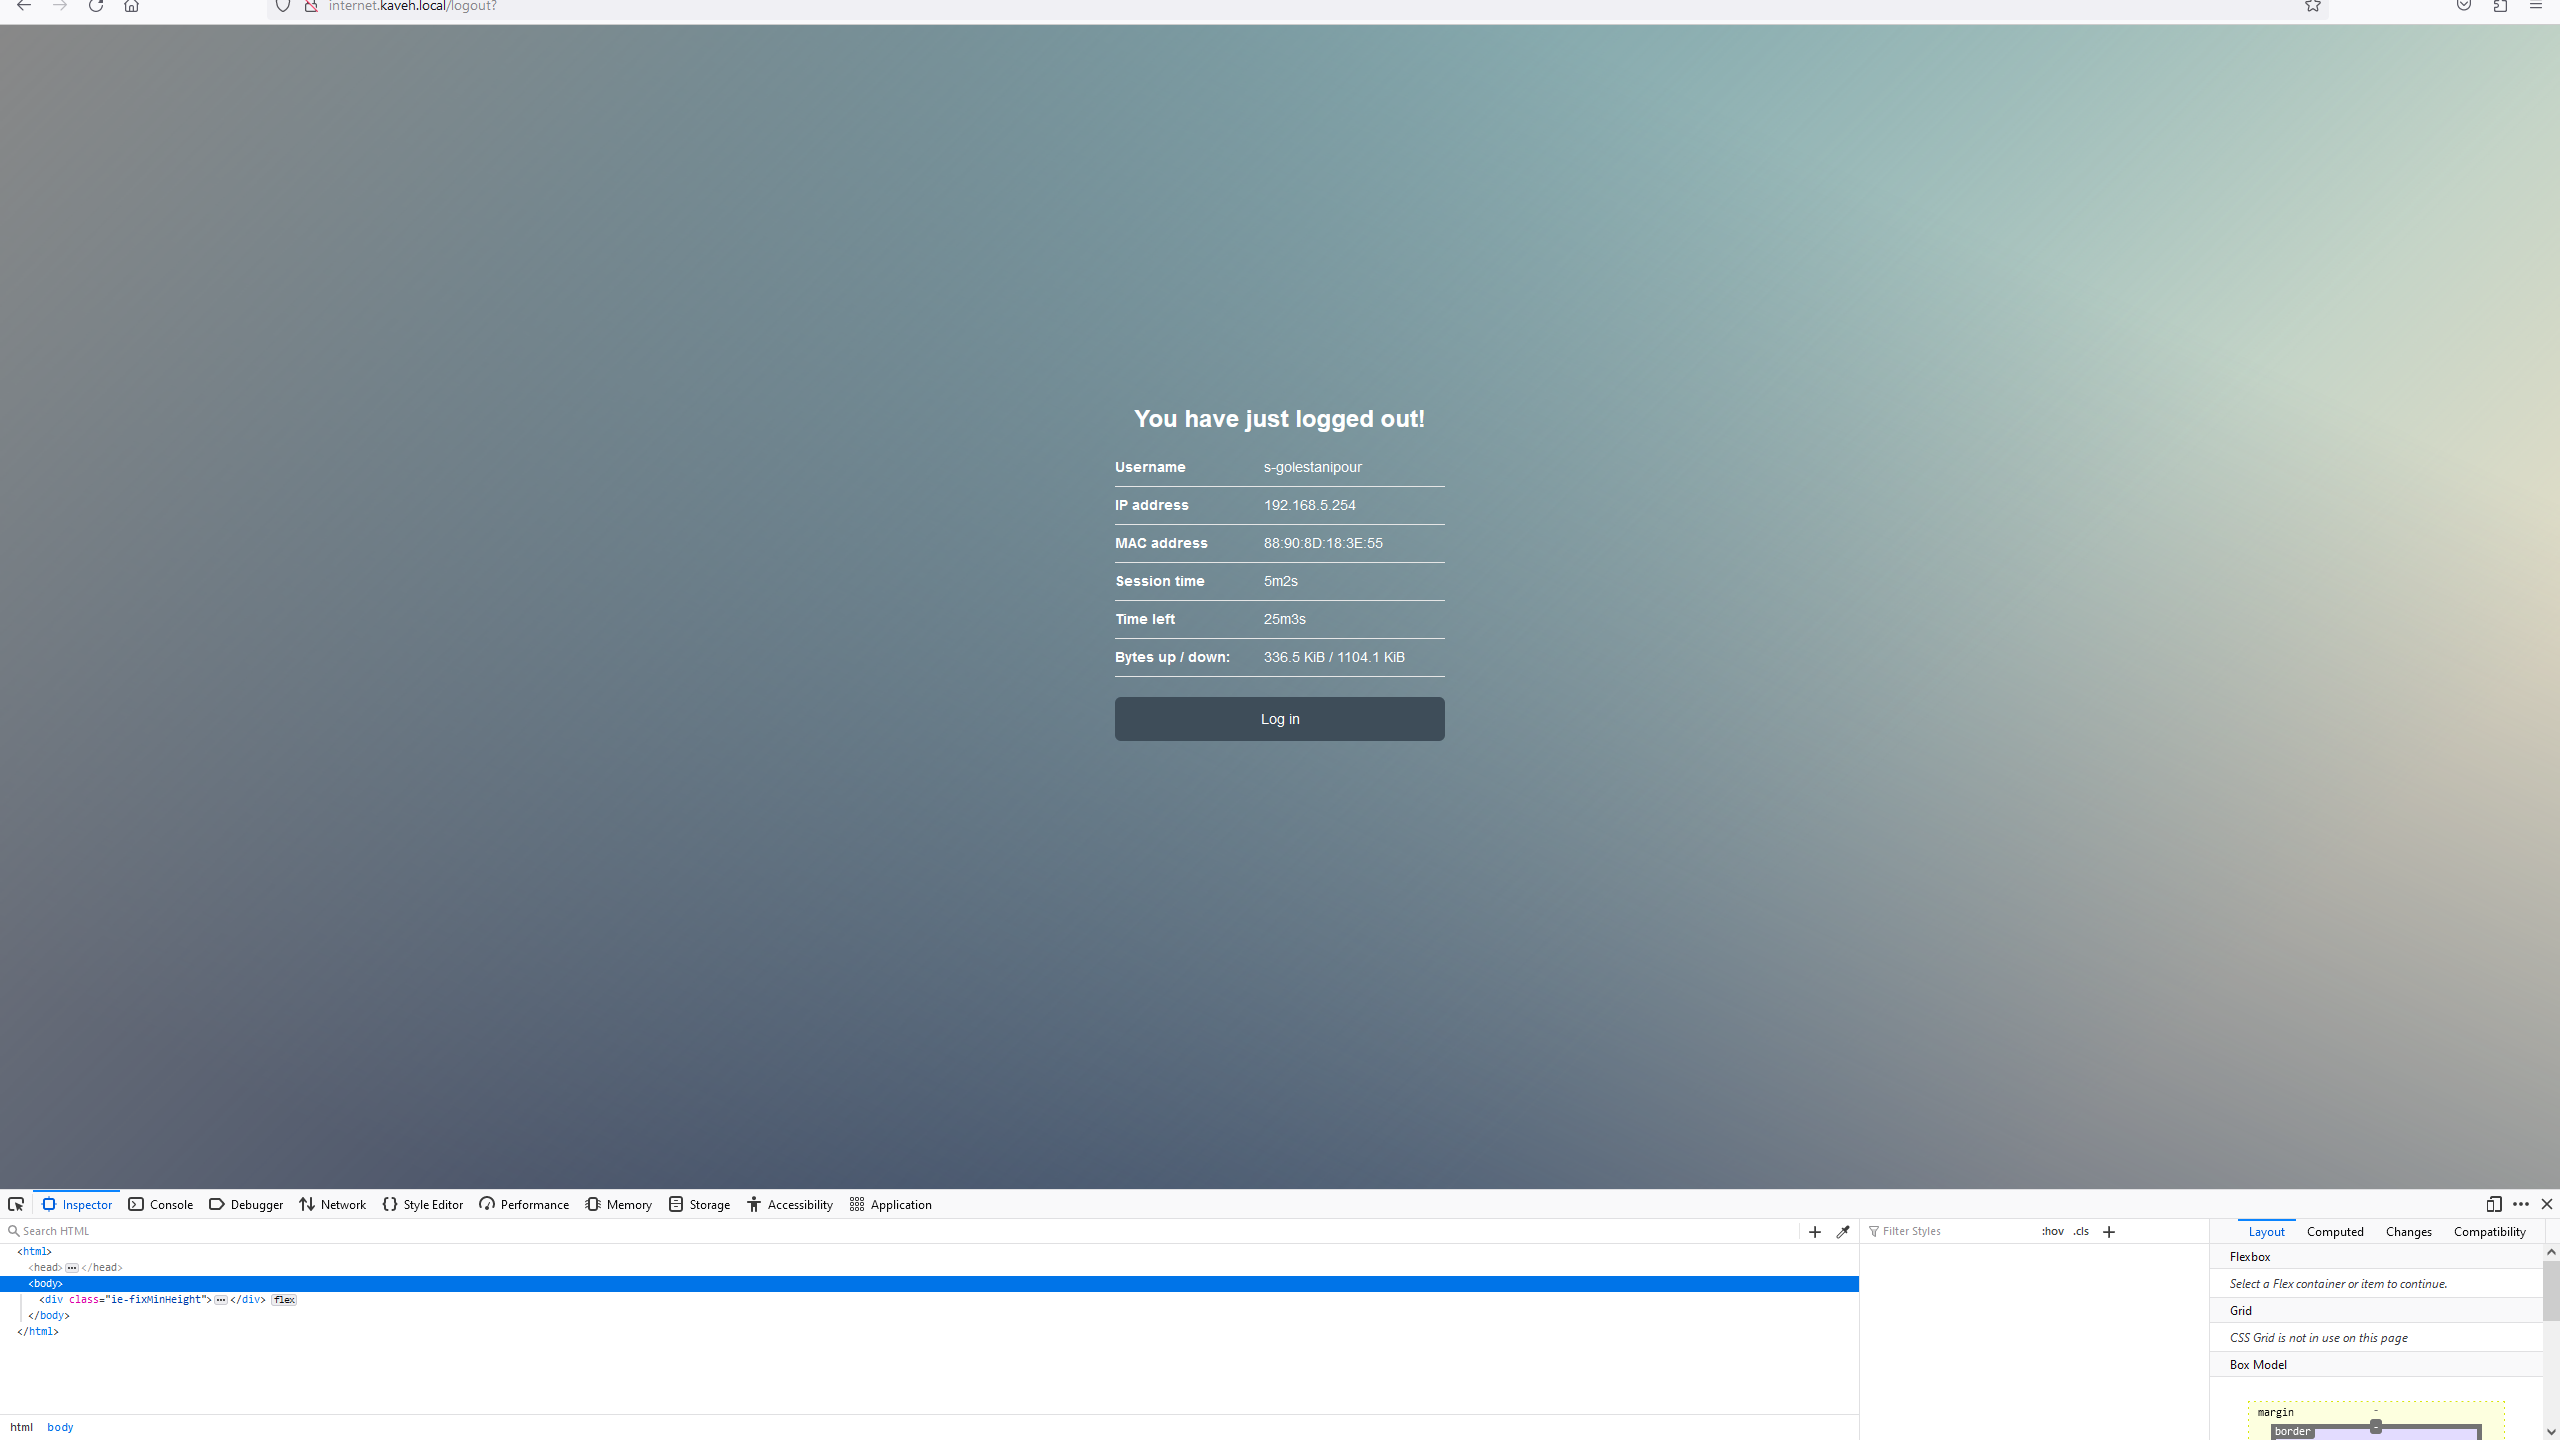 internet.kaveh.local/logout?
You have just logged out!
Username s-golestanipour
IP address 192.168.5.254
MAC address 88:90:8D:18:3E:55
Session time 5m2s
Time left 25m3s
Bytes up / down: 336.5 KiB / 1104.1 KiB
Log in
Inspector Console Debugger Network Style Editor Performance Memory Storage Accessibility Application
Search HTML
Filter Styles :hov .cls
Layout Computed Changes Compatibility
<html>
<head> ··· </head>
<body>
<div class="ie-fixMinHeight"> ··· </div> flex
</body>
</html>
Flexbox
Select a Flex container or item to continue.
Grid
CSS Grid is not in use on this page
Box Model
margin -
border -
html body